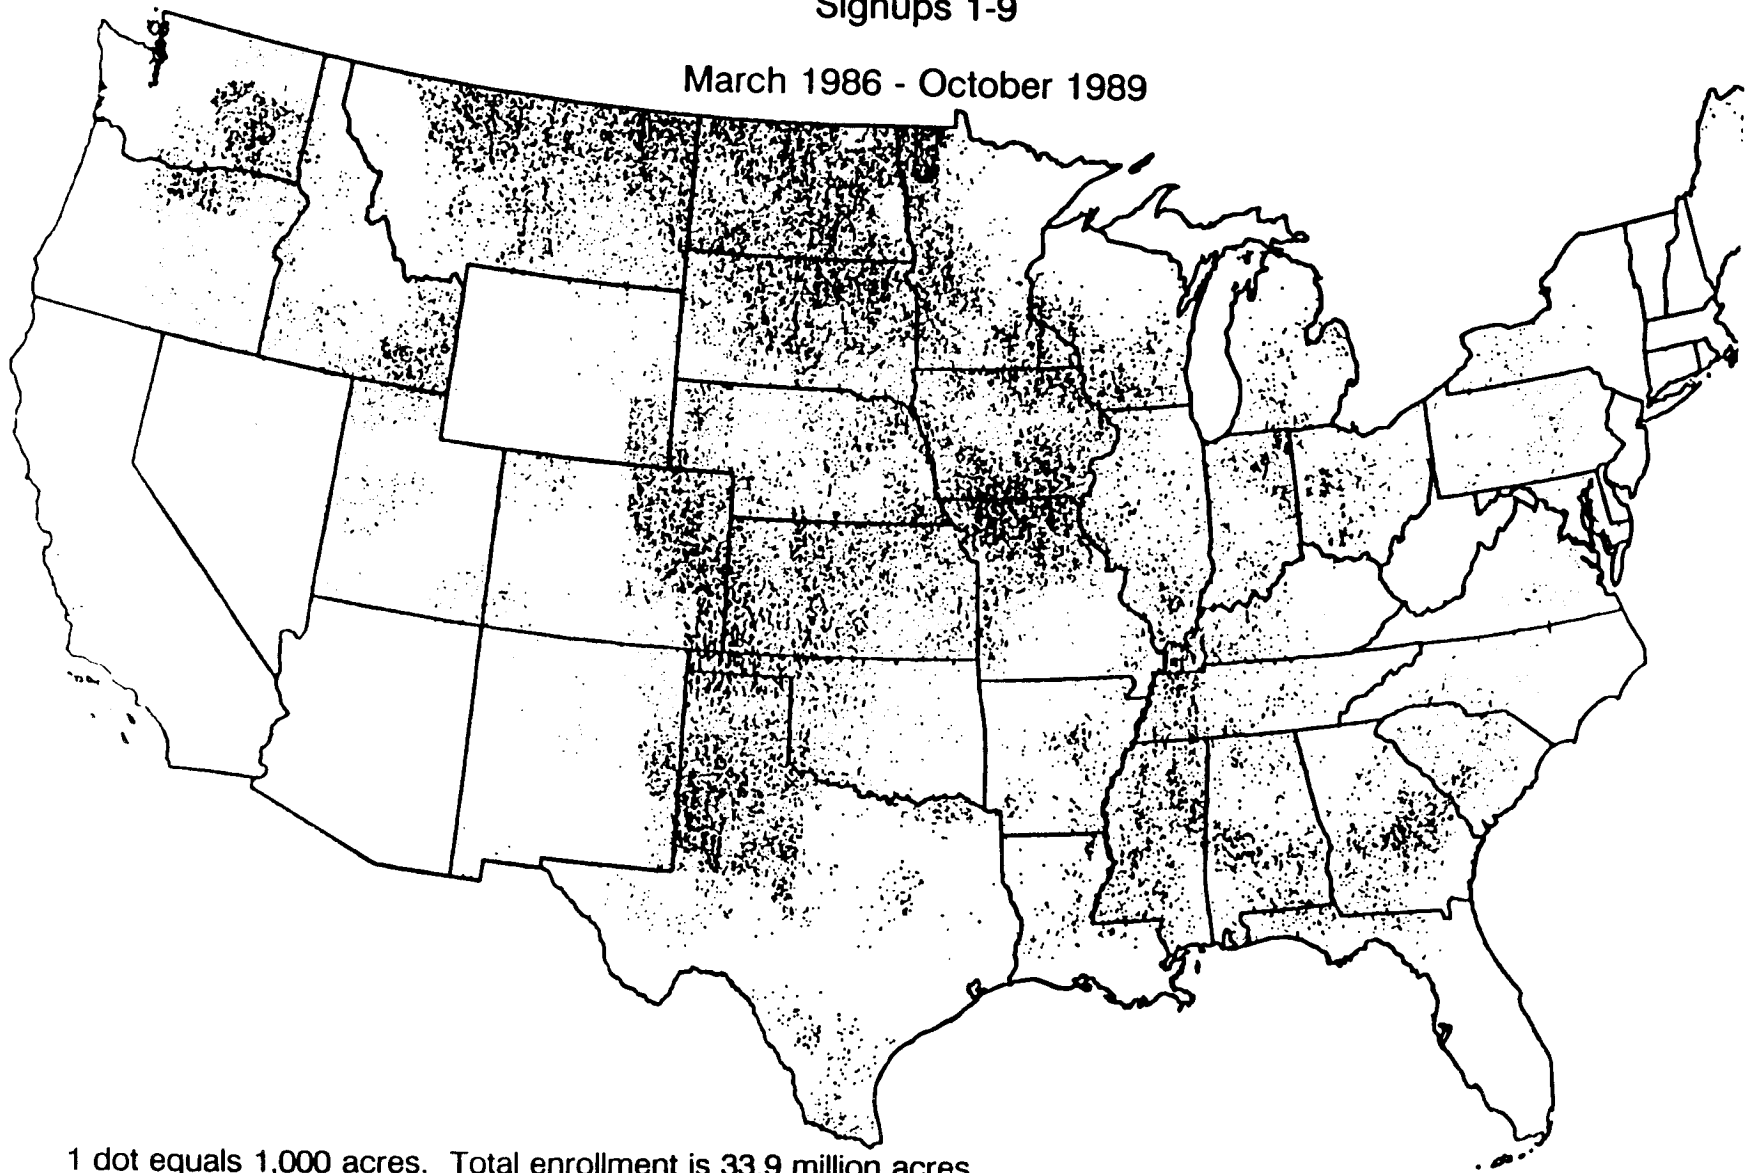 Signups 1-9
March 1986 - October 1989
1 dot equals 1,000 acres. Total enrollment is 33.9 million acres.